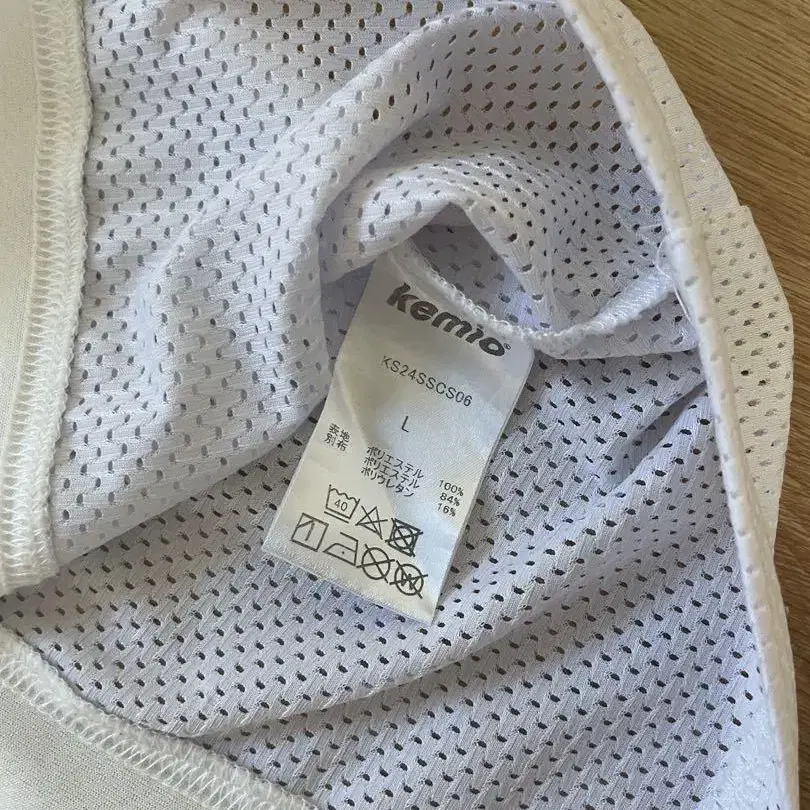 kemio
KS24SSCS06
L
表地 ポリエステル 100%
別布 ポリエステル 84%
ポリウレタン 16%
40
W